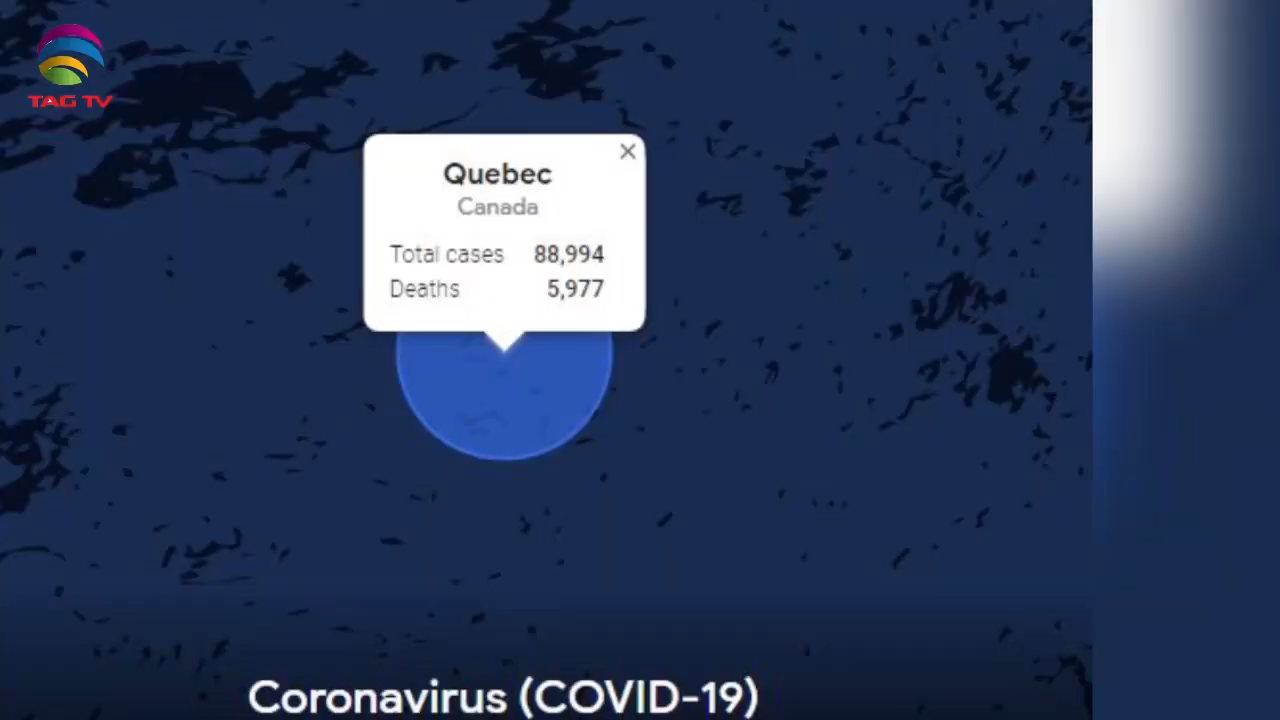 TAG TV
Quebec
Canada
Total cases 88,994
Deaths 5,977
Coronavirus (COVID-19)